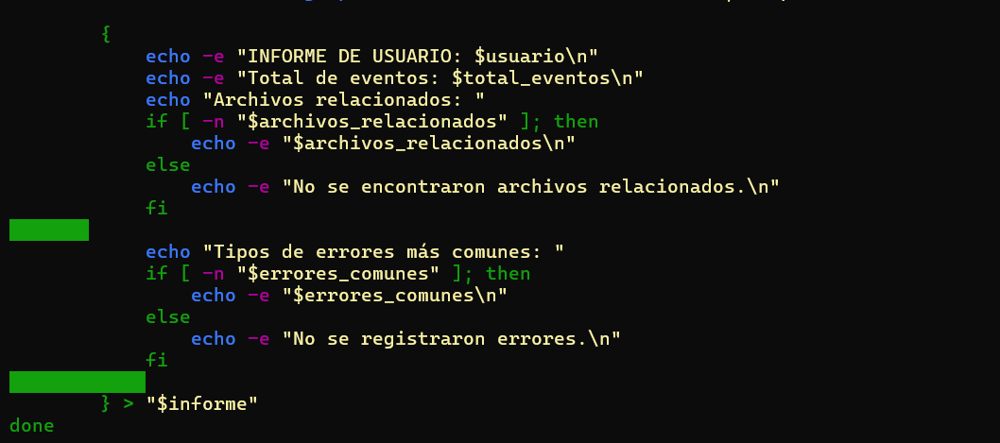 {
echo -e "INFORME DE USUARIO: $usuario\n"
echo -e "Total de eventos: $total_eventos\n"
echo "Archivos relacionados: "
if [ -n "$archivos_relacionados" ]; then
echo -e "$archivos_relacionados\n"
else
echo -e "No se encontraron archivos relacionados.\n"
fi
echo "Tipos de errores más comunes: "
if [ -n "$errores_comunes" ]; then
echo -e "$errores_comunes\n"
else
echo -e "No se registraron errores.\n"
fi
} > "$informe"
done